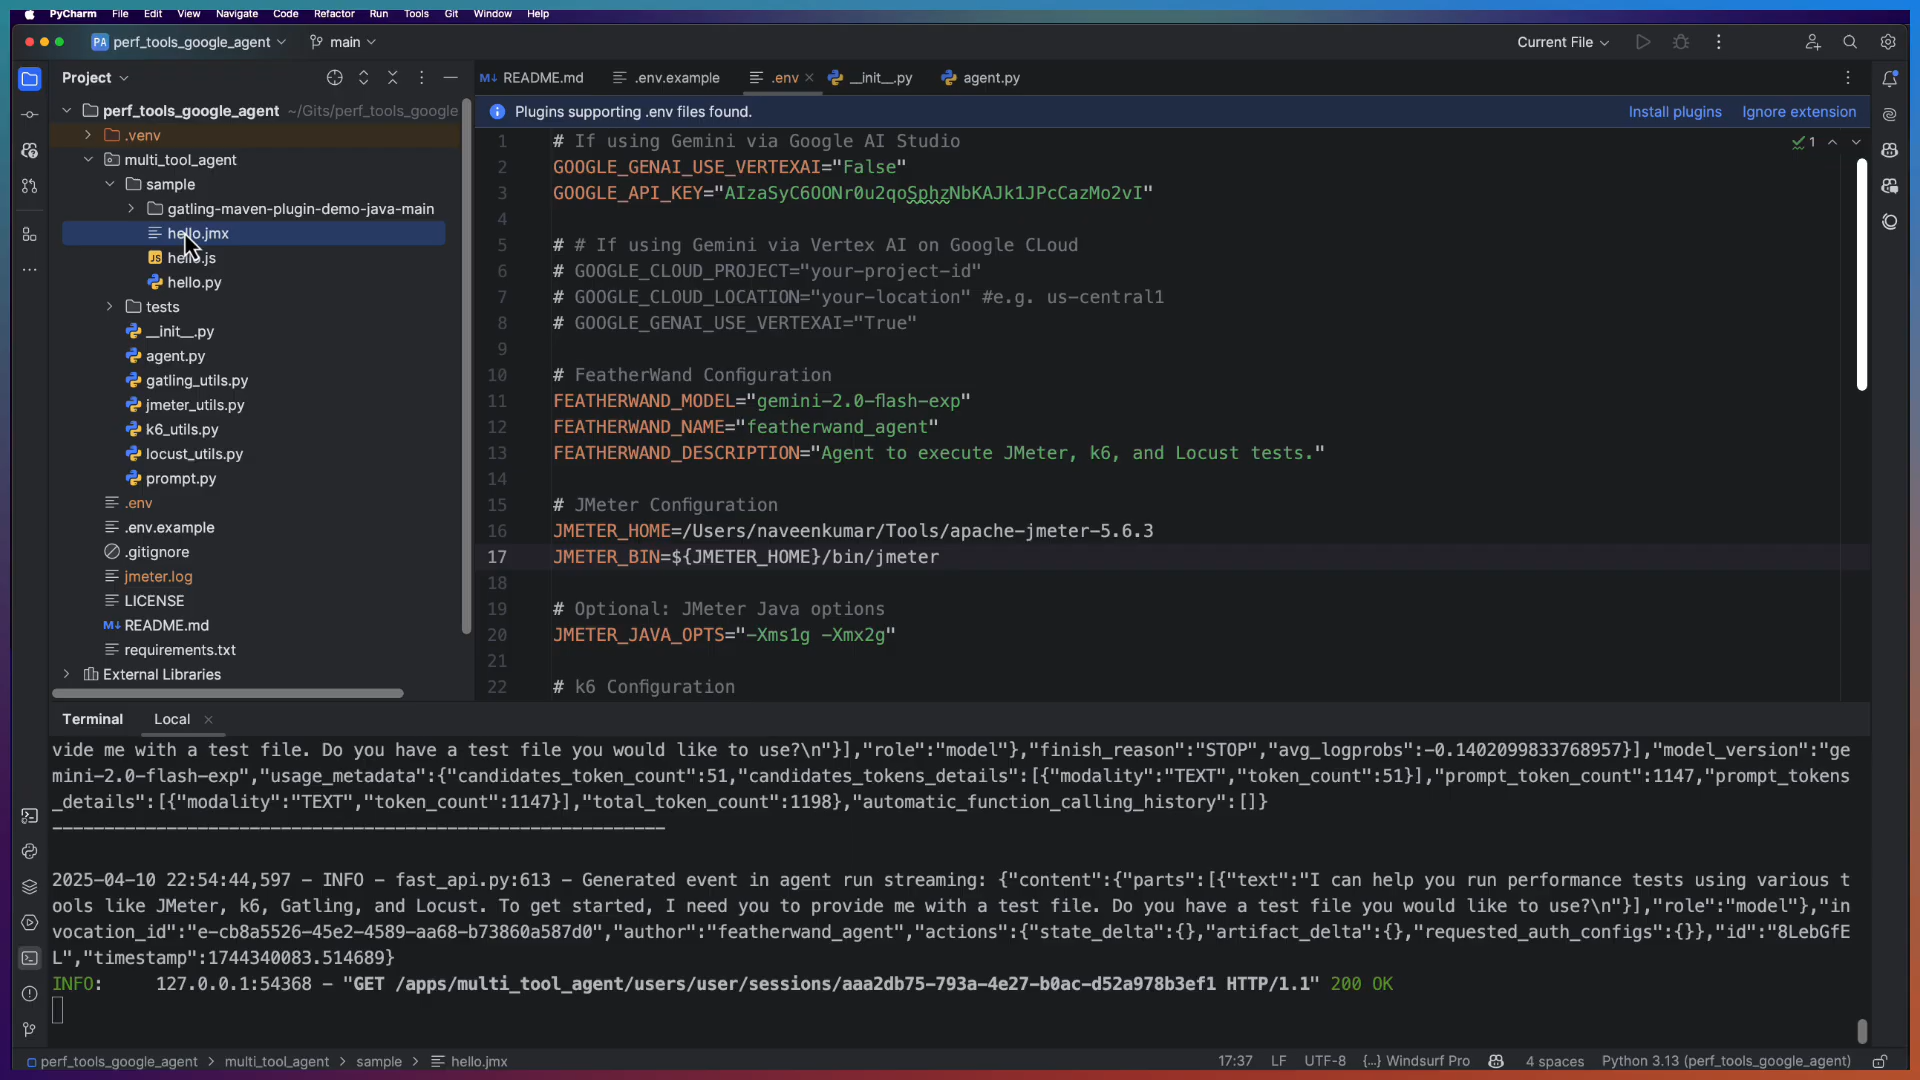 PyCharm File Edit View Navigate Code Refactor Run Tools Git Window Help
PA perf_tools_google_agent main Current File
Project
README.md .env.example .env __init__.py agent.py
perf_tools_google_agent ~/Gits/perf_tools_google
.venv
multi_tool_agent
sample
gatling-maven-plugin-demo-java-main
hello.jmx
JS hello.js
hello.py
tests
__init__.py
agent.py
gatling_utils.py
jmeter_utils.py
k6_utils.py
locust_utils.py
prompt.py
.env
.env.example
.gitignore
jmeter.log
LICENSE
README.md
requirements.txt
External Libraries
Plugins supporting .env files found. Install plugins Ignore extension
1 # If using Gemini via Google AI Studio
2 GOOGLE_GENAI_USE_VERTEXAI="False"
3 GOOGLE_API_KEY="AIzaSyC6OONr0u2qoSphzNbKAJk1JPcCazMo2vI"
4
5 # # If using Gemini via Vertex AI on Google CLoud
6 # GOOGLE_CLOUD_PROJECT="your-project-id"
7 # GOOGLE_CLOUD_LOCATION="your-location" #e.g. us-central1
8 # GOOGLE_GENAI_USE_VERTEXAI="True"
9
10 # FeatherWand Configuration
11 FEATHERWAND_MODEL="gemini-2.0-flash-exp"
12 FEATHERWAND_NAME="featherwand_agent"
13 FEATHERWAND_DESCRIPTION="Agent to execute JMeter, k6, and Locust tests."
14
15 # JMeter Configuration
16 JMETER_HOME=/Users/naveenkumar/Tools/apache-jmeter-5.6.3
17 JMETER_BIN=${JMETER_HOME}/bin/jmeter
18
19 # Optional: JMeter Java options
20 JMETER_JAVA_OPTS="-Xms1g -Xmx2g"
21
22 # k6 Configuration
1
Terminal Local
vide me with a test file. Do you have a test file you would like to use?\n"}],"role":"model"},"finish_reason":"STOP","avg_logprobs":-0.1402099833768957}],"model_version":"ge
mini-2.0-flash-exp","usage_metadata":{"candidates_token_count":51,"candidates_tokens_details":[{"modality":"TEXT","token_count":51}],"prompt_token_count":1147,"prompt_tokens
_details":[{"modality":"TEXT","token_count":1147}],"total_token_count":1198},"automatic_function_calling_history":[]}
-----------------------------------------------------------
2025-04-10 22:54:44,597 - INFO - fast_api.py:613 - Generated event in agent run streaming: {"content":{"parts":[{"text":"I can help you run performance tests using various t
ools like JMeter, k6, Gatling, and Locust. To get started, I need you to provide me with a test file. Do you have a test file you would like to use?\n"}],"role":"model"},"in
vocation_id":"e-cb8a5526-45e2-4589-aa68-b73860a587d0","author":"featherwand_agent","actions":{"state_delta":{},"artifact_delta":{},"requested_auth_configs":{}},"id":"8LebGfE
L","timestamp":1744340083.514689}
INFO: 127.0.0.1:54368 - "GET /apps/multi_tool_agent/users/user/sessions/aaa2db75-793a-4e27-b0ac-d52a978b3ef1 HTTP/1.1" 200 OK
perf_tools_google_agent > multi_tool_agent > sample > hello.jmx 17:37 LF UTF-8 {...} Windsurf Pro 4 spaces Python 3.13 (perf_tools_google_agent)